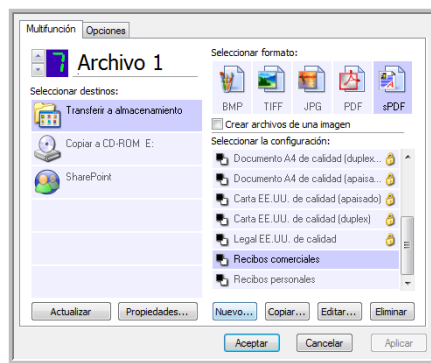 Multifunción Opciones
7 Archivo 1
Seleccionar destinos:
Transferir a almacenamiento
Copiar a CD-ROM E:
SharePoint
Actualizar Propiedades...
Seleccionar formato:
BMP TIFF JPG PDF sPDF
Crear archivos de una imagen
Seleccionar la configuración:
Documento A4 de calidad (duplex...
Documento A4 de calidad (apaisa...
Carta EE.UU. de calidad (apaisado)
Carta EE.UU. de calidad (duplex)
Legal EE.UU. de calidad
Recibos comerciales
Recibos personales
Nuevo... Copiar... Editar... Eliminar
Aceptar Cancelar Aplicar